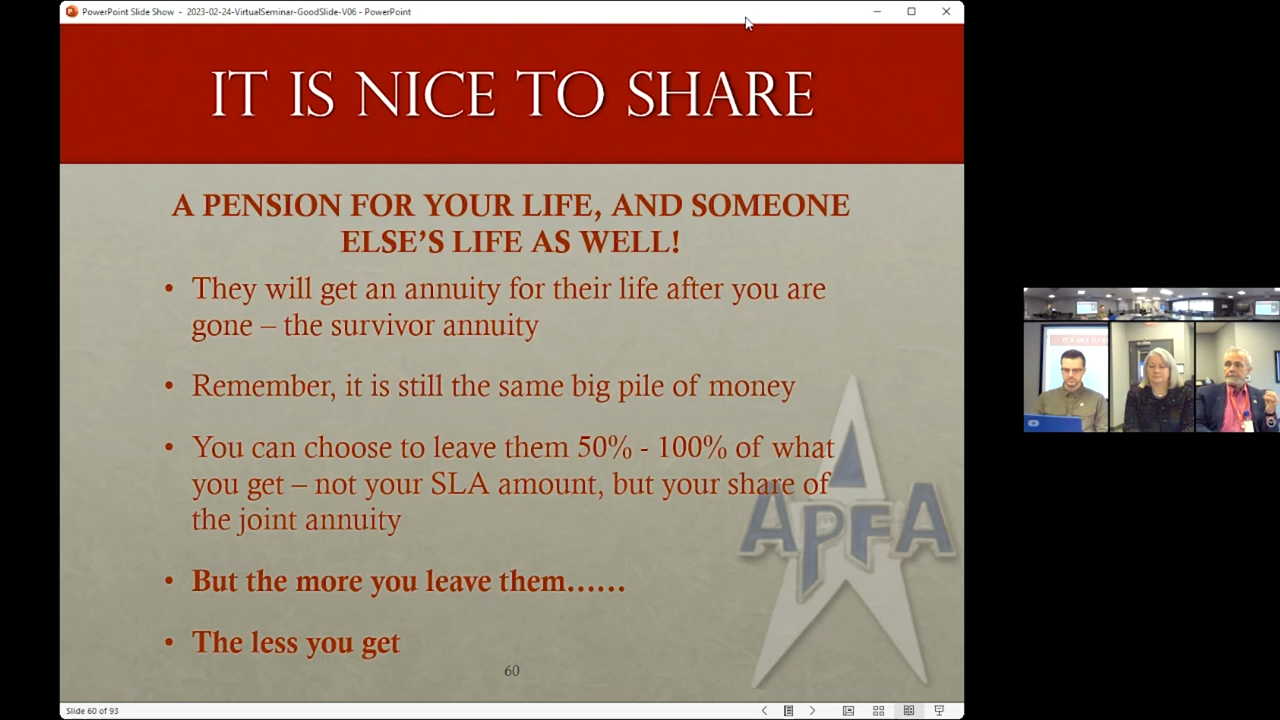 PowerPoint Slide Show - 2023-02-24-VirtualSeminar-GoodSlide-V06 - PowerPoint
IT IS NICE TO SHARE
A PENSION FOR YOUR LIFE, AND SOMEONE
ELSE’S LIFE AS WELL!
• They will get an annuity for their life after you are
gone – the survivor annuity
• Remember, it is still the same big pile of money
• You can choose to leave them 50% - 100% of what
you get – not your SLA amount, but your share of
the joint annuity
• But the more you leave them……
• The less you get
APFA
60
Slide 60 of 93